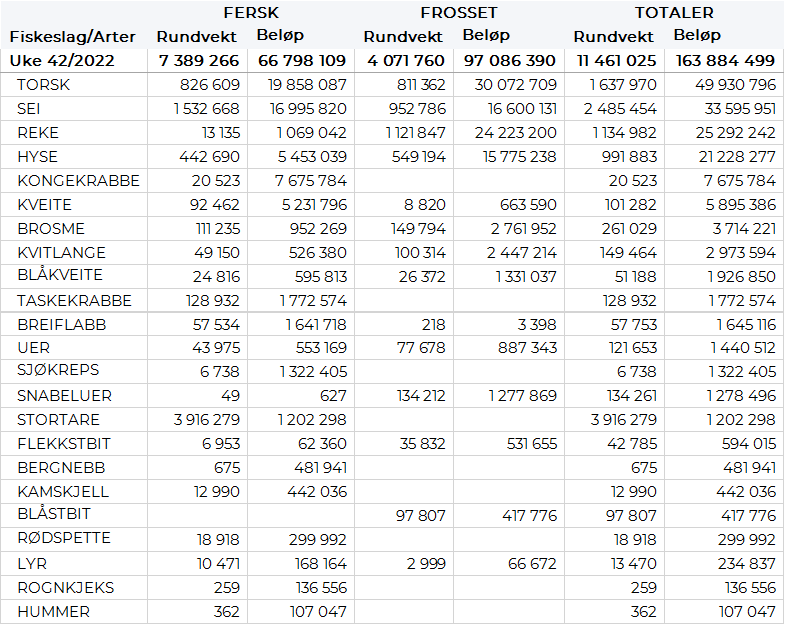 FERSK FROSSET TOTALER
Fiskeslag/Arter Rundvekt Beløp Rundvekt Beløp Rundvekt Beløp
Uke 42/2022 7 389 266 66 798 109 4 071 760 97 086 390 11 461 025 163 884 499
TORSK 826 609 19 858 087 811 362 30 072 709 1 637 970 49 930 796
SEI 1 532 668 16 995 820 952 786 16 600 131 2 485 454 33 595 951
REKE 13 135 1 069 042 1 121 847 24 223 200 1 134 982 25 292 242
HYSE 442 690 5 453 039 549 194 15 775 238 991 883 21 228 277
KONGEKRABBE 20 523 7 675 784 20 523 7 675 784
KVEITE 92 462 5 231 796 8 820 663 590 101 282 5 895 386
BROSME 111 235 952 269 149 794 2 761 952 261 029 3 714 221
KVITLANGE 49 150 526 380 100 314 2 447 214 149 464 2 973 594
BLÅKVEITE 24 816 595 813 26 372 1 331 037 51 188 1 926 850
TASKEKRABBE 128 932 1 772 574 128 932 1 772 574
BREIFLABB 57 534 1 641 718 218 3 398 57 753 1 645 116
UER 43 975 553 169 77 678 887 343 121 653 1 440 512
SJØKREPS 6 738 1 322 405 6 738 1 322 405
SNABELUER 49 627 134 212 1 277 869 134 261 1 278 496
STORTARE 3 916 279 1 202 298 3 916 279 1 202 298
FLEKKSTBIT 6 953 62 360 35 832 531 655 42 785 594 015
BERGNEBB 675 481 941 675 481 941
KAMSKJELL 12 990 442 036 12 990 442 036
BLÅSTBIT 97 807 417 776 97 807 417 776
RØDSPETTE 18 918 299 992 18 918 299 992
LYR 10 471 168 164 2 999 66 672 13 470 234 837
ROGNKJEKS 259 136 556 259 136 556
HUMMER 362 107 047 362 107 047